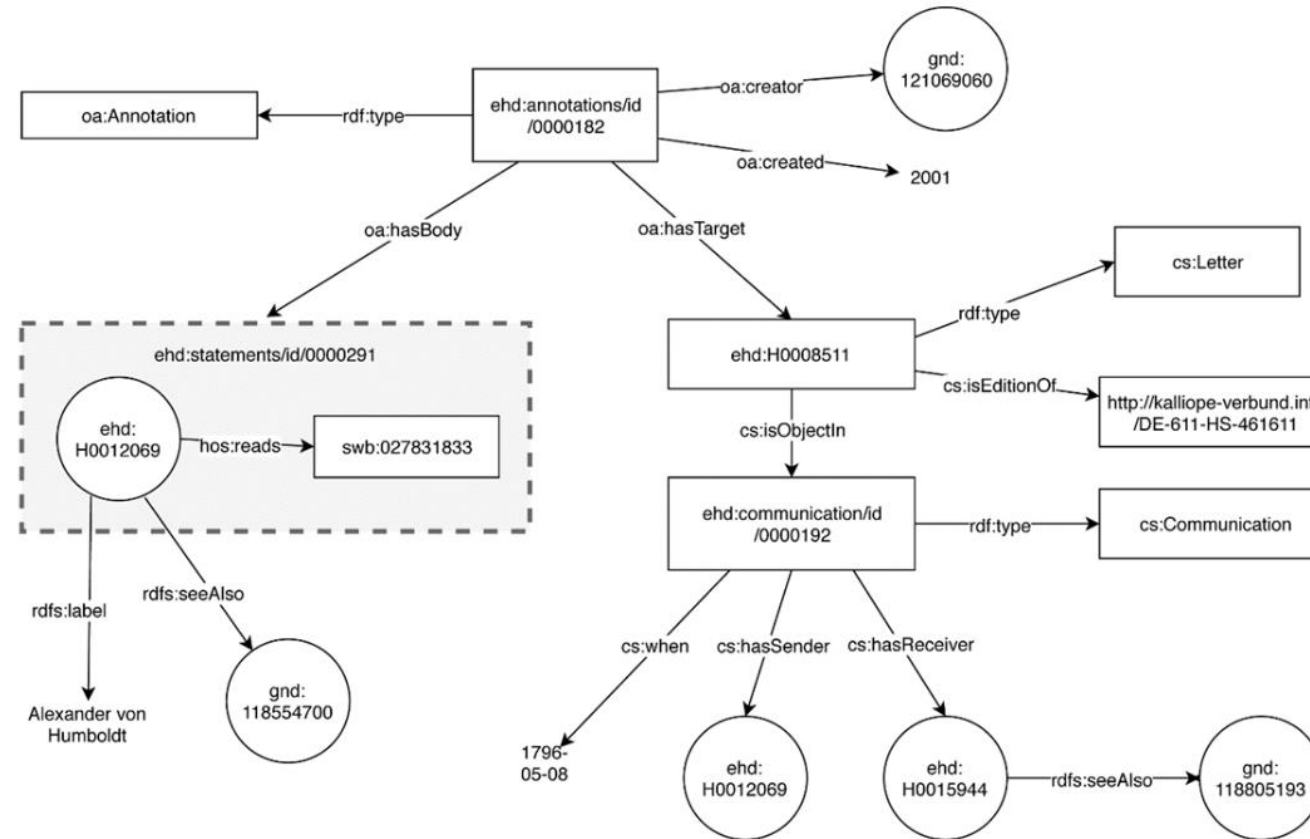 gnd:
121069060
oa:creator
ehd:annotations/id
/0000182
oa:Annotation
rdf:type
oa:created
2001
oa:hasBody
oa:hasTarget
cs:Letter
rdf:type
ehd:statements/id/0000291
ehd:H0008511
cs:isEditionOf
http://kalliope-verbund.inf
/DE-611-HS-461611
ehd:
H0012069
hos:reads
swb:027831833
cs:isObjectIn
ehd:communication/id
/0000192
rdf:type
cs:Communication
rdfs:label
rdfs:seeAlso
cs:when
cs:hasSender
cs:hasReceiver
gnd:
118554700
Alexander von
Humboldt
1796-
05-08
ehd:
H0012069
ehd:
H0015944
rdfs:seeAlso
gnd:
118805193